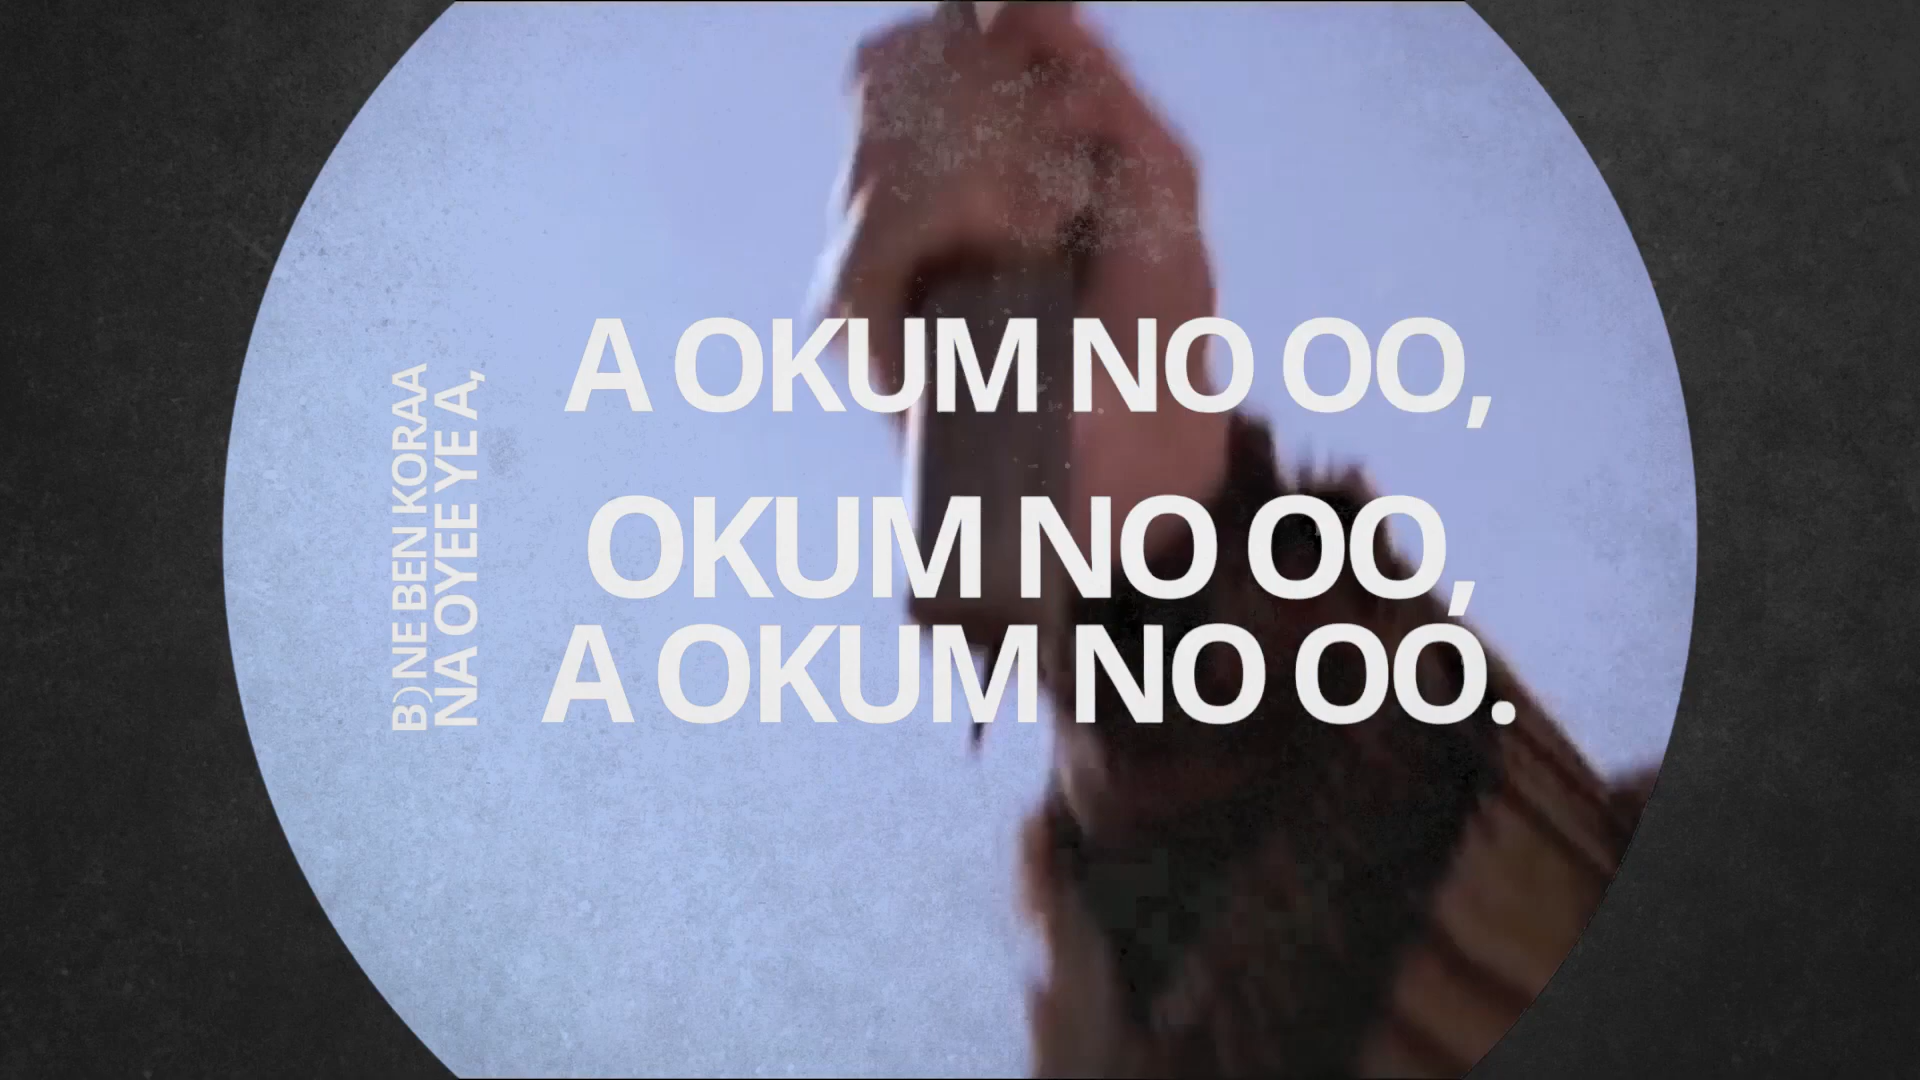 B)NE BEN KORAA
NA OYEE YE A,
A OKUM NO OO,
OKUM NO OO,
A OKUM NO OO.